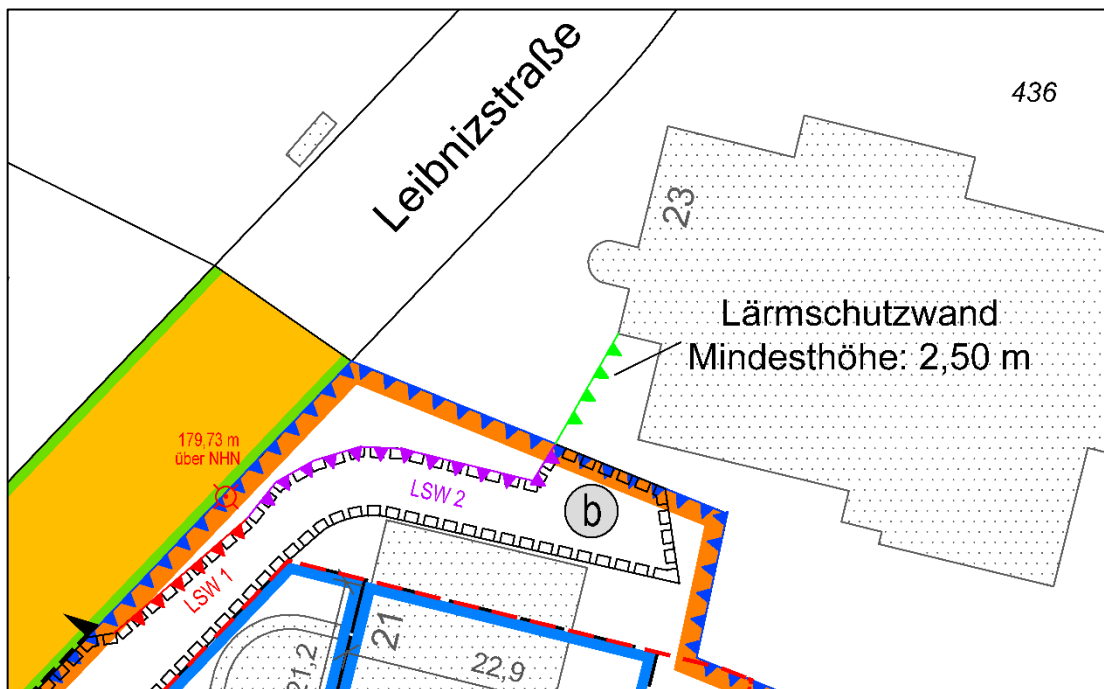 Leibnizstraße
436
23
Lärmschutzwand
Mindesthöhe: 2,50 m
179,73 m
über NHN
LSW 2
b
LSW 1
21
22,9
21,2